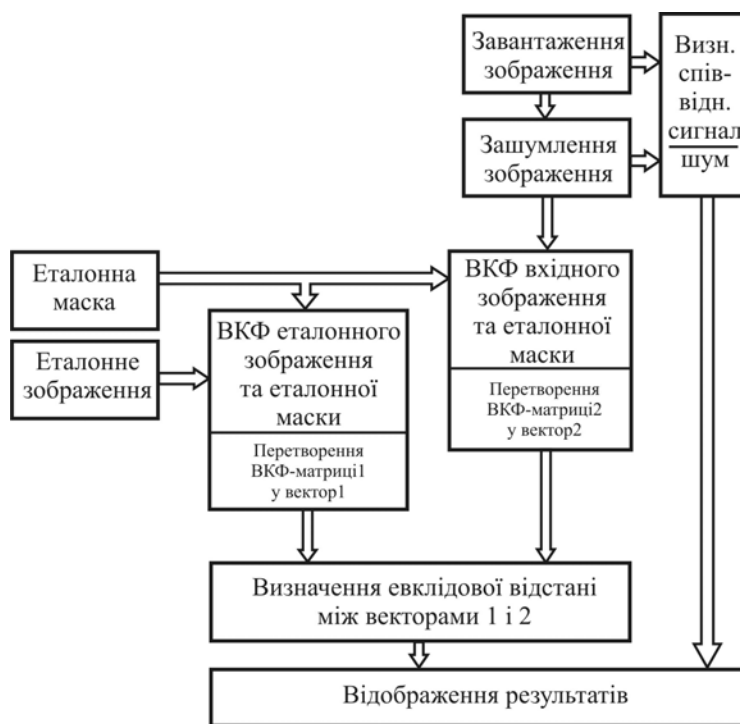 Завантаження
зображення
Визн.
спів-
відн.
сигнал
шум
Зашумлення
зображення
Еталонна
маска
ВКФ вхідного
зображення
та еталонної
маски
Перетворення
ВКФ-матриці2
у вектор2
Еталонне
зображення
ВКФ еталонного
зображення
та еталонної
маски
Перетворення
ВКФ-матриці1
у вектор1
Визначення евклідової відстані
між векторами 1 і 2
Відображення результатів